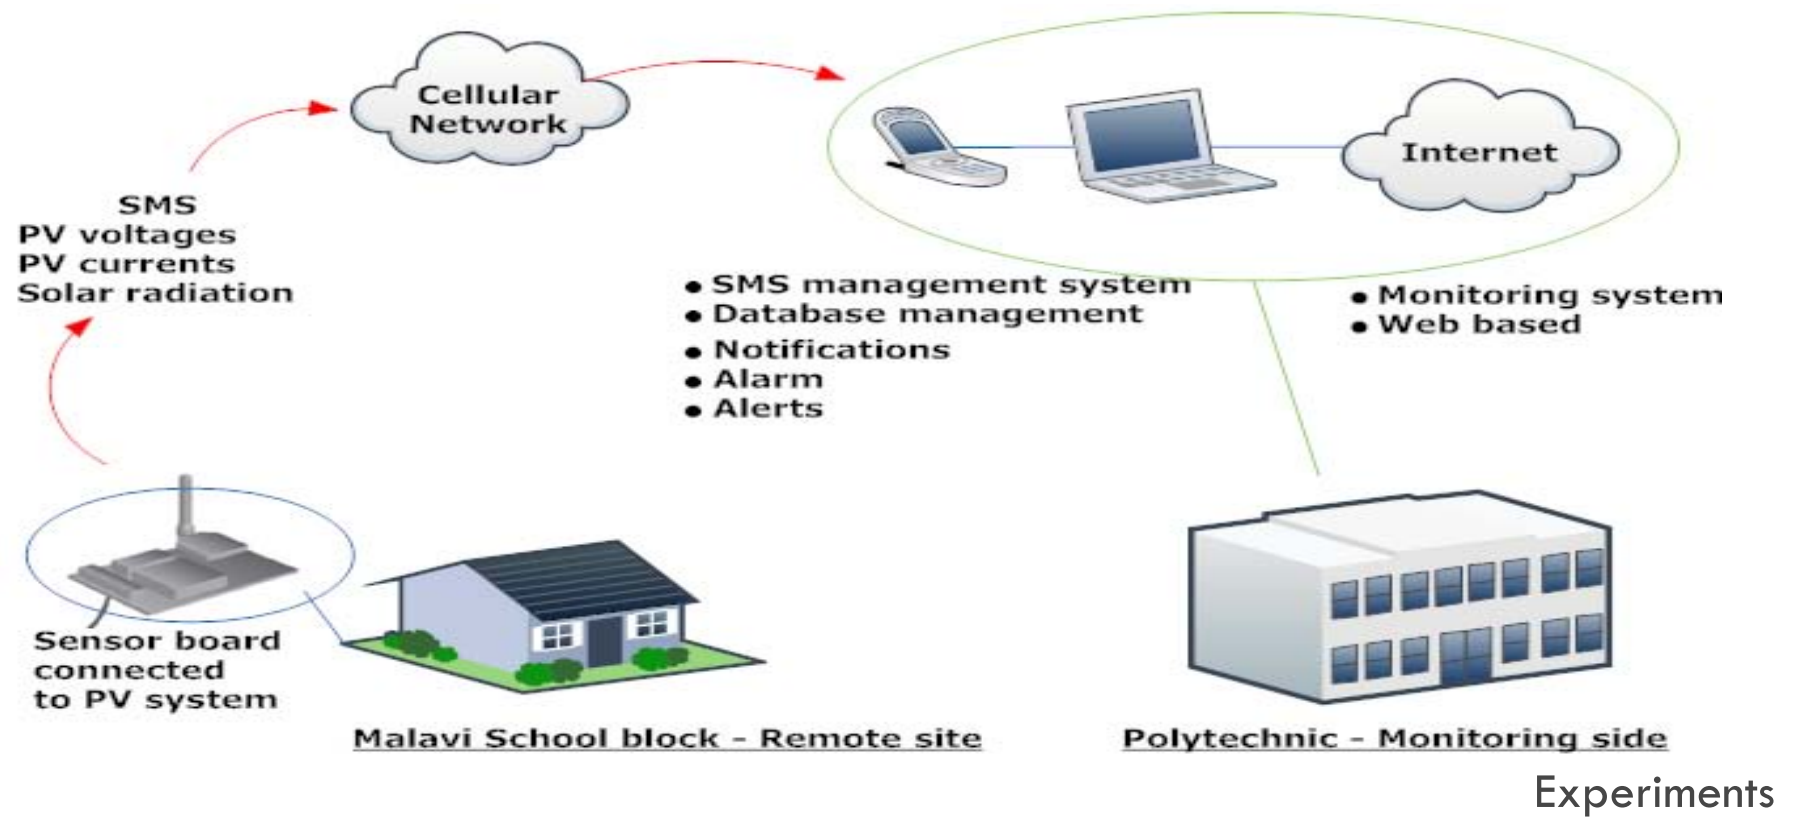 Cellular
Network
Internet
SMS
PV voltages
PV currents
Solar radiation
● SMS management system
● Database management
● Notifications
● Alarm
● Alerts
● Monitoring system
● Web based
Sensor board
connected
to PV system
Malavi School block - Remote site
Polytechnic - Monitoring side
Experiments